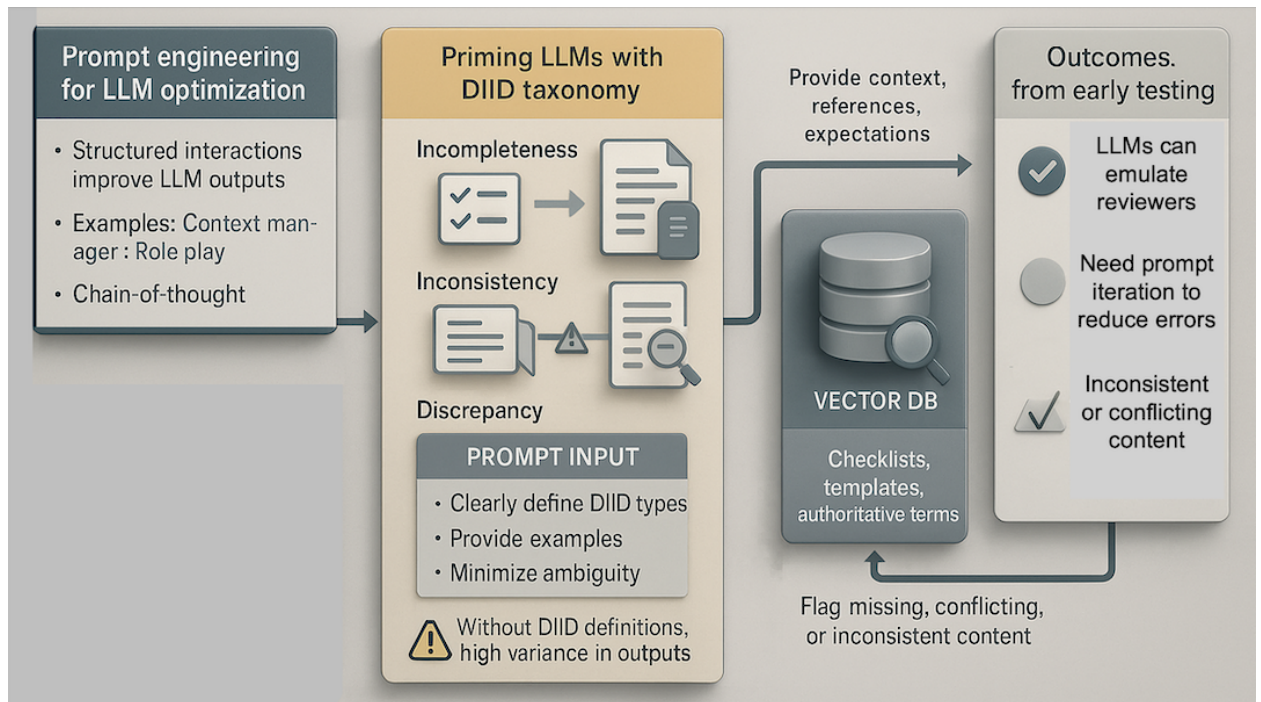 Prompt engineering
for LLM optimization
• Structured interactions
improve LLM outputs
• Examples: Context man-
ager : Role play
• Chain-of-thought
Priming LLMs with
DIID taxonomy
Incompleteness
Inconsistency
Discrepancy
PROMPT INPUT
• Clearly define DIID types
• Provide examples
• Minimize ambiguity
Without DIID definitions,
high variance in outputs
Provide context,
references,
expectations
VECTOR DB
Checklists,
templates,
authoritative terms
Flag missing, conflicting,
or inconsistent content
Outcomes.
from early testing
LLMs can
emulate
reviewers
Need prompt
iteration to
reduce errors
Inconsistent
or conflicting
content